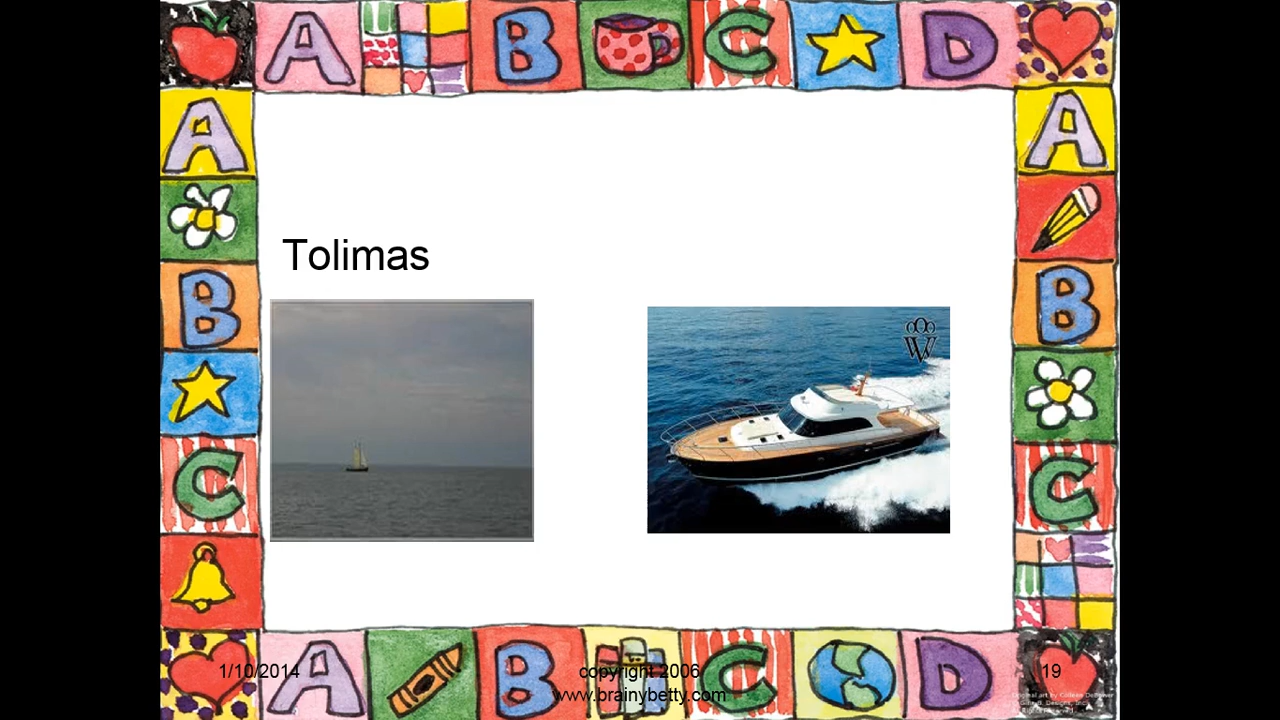 A B C D
A A
B B
C C
Tolimas
W
A B C D
1/10/2014 copyright 2006 19
www.brainybetty.com